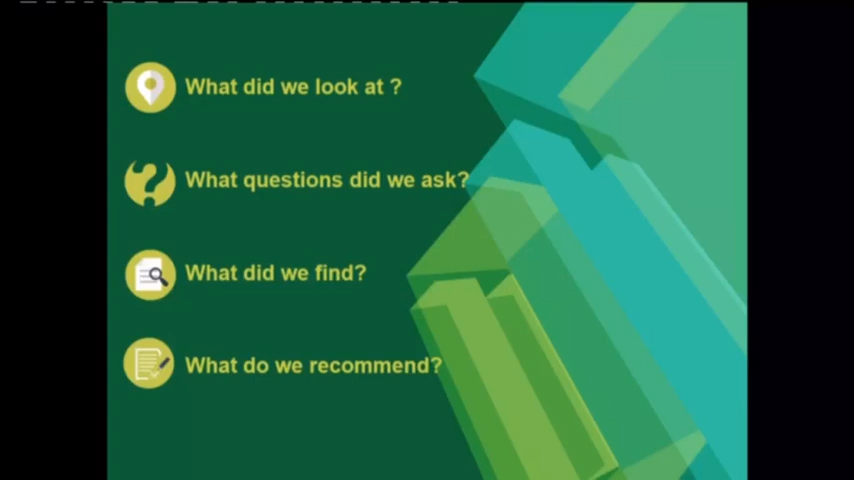 What did we look at ?
What questions did we ask?
What did we find?
What do we recommend?